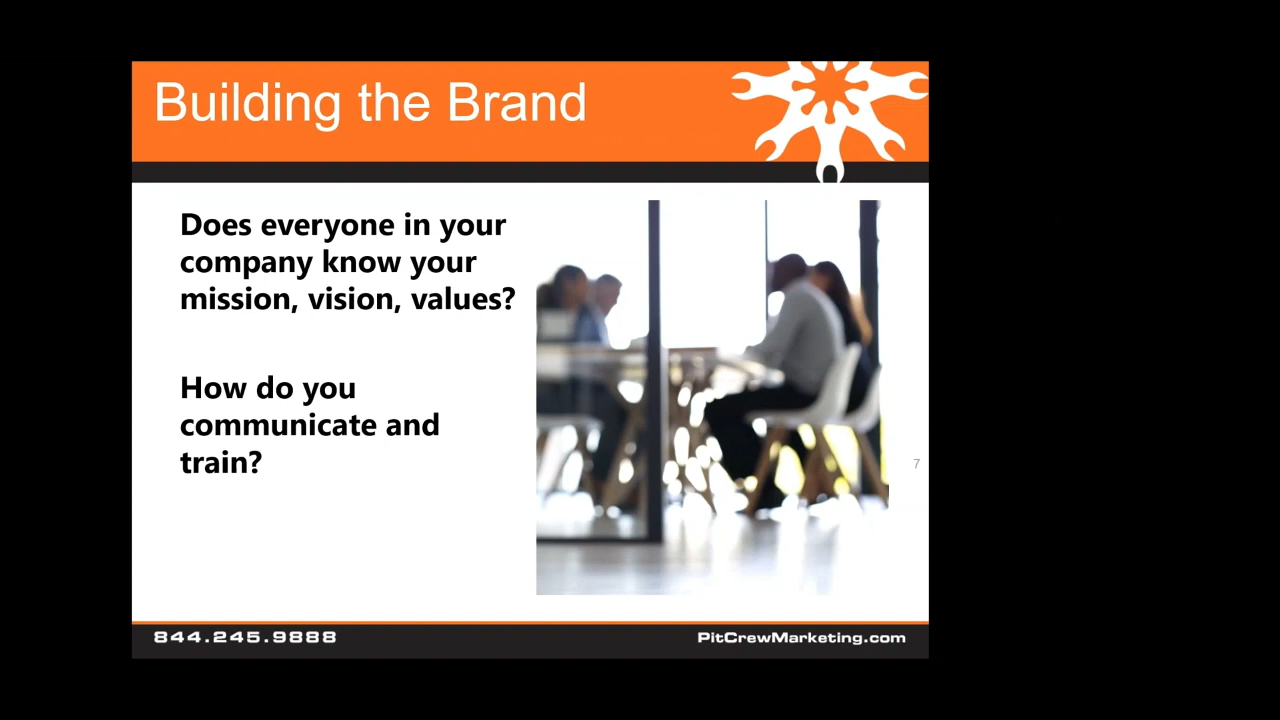 Building the Brand
Does everyone in your
company know your
mission, vision, values?
How do you
communicate and
train?
7
844.245.9888
PitCrewMarketing.com